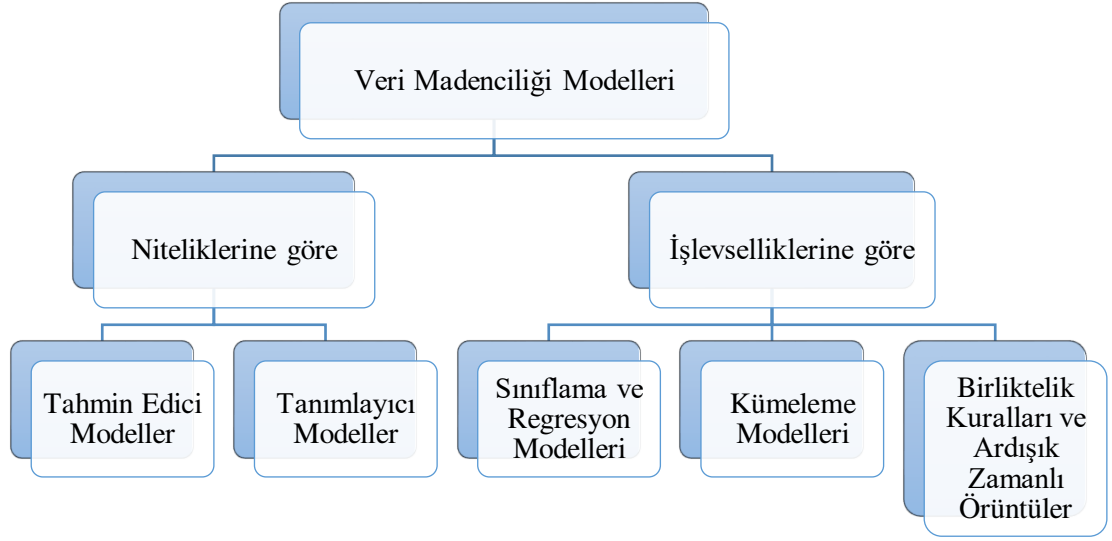 Veri Madenciliği Modelleri
Niteliklerine göre
İşlevselliklerine göre
Tahmin Edici
Modeller
Tanımlayıcı
Modeller
Sınıflama ve
Regresyon
Modelleri
Kümeleme
Modelleri
Birliktelik
Kuralları ve
Ardışık
Zamanlı
Örüntüler